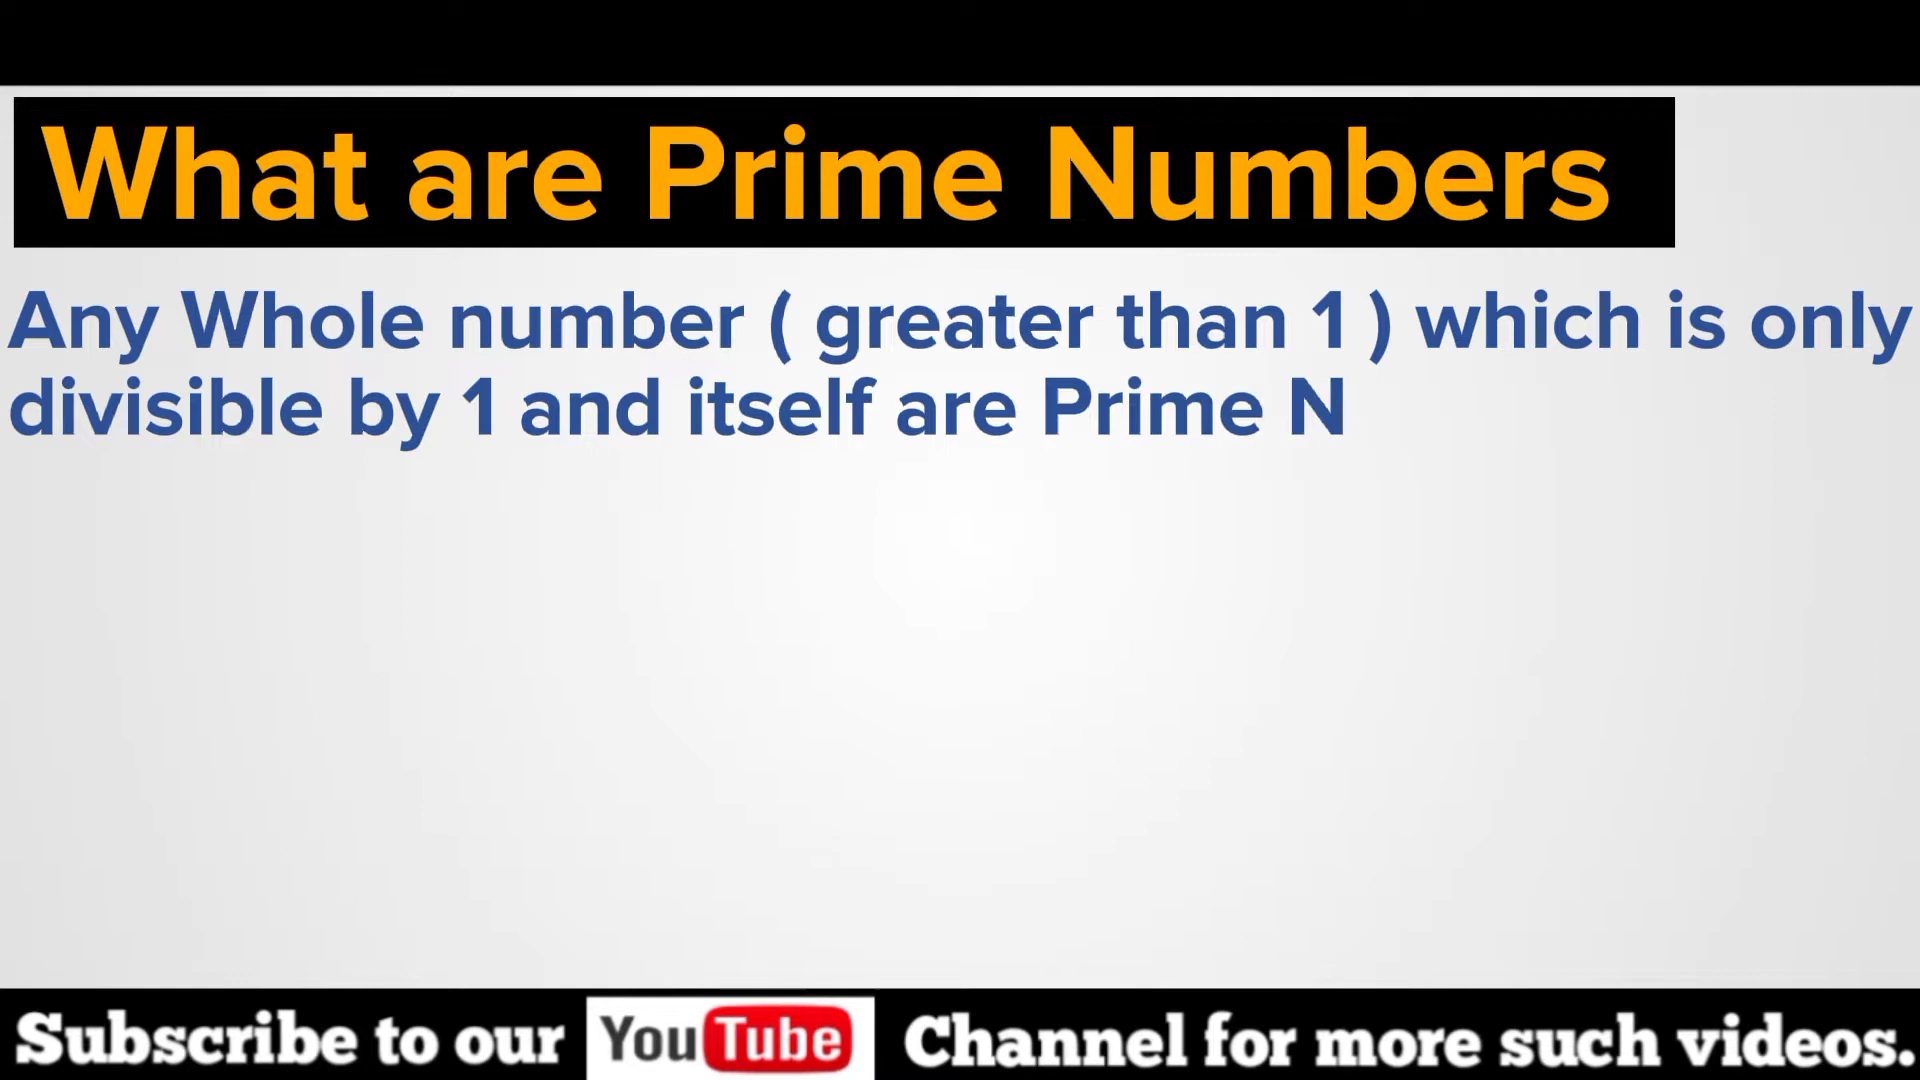 What are Prime Numbers
Any Whole number ( greater than 1 ) which is only
divisible by 1 and itself are Prime N
Subscribe to our YouTube Channel for more such videos.